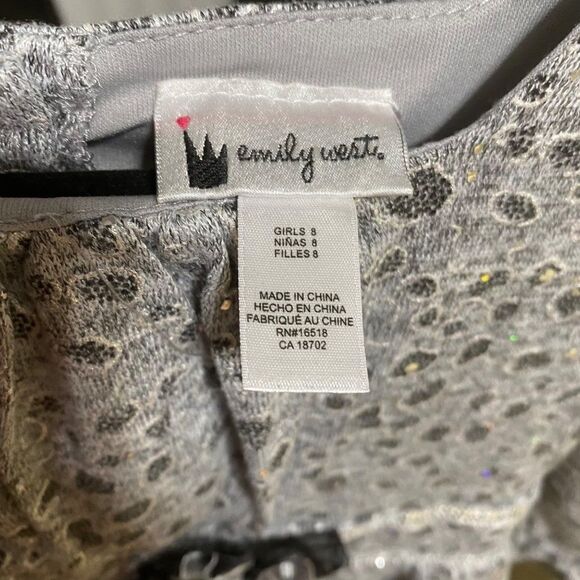 emily west.
GIRLS 8
NIÑAS 8
FILLES 8
MADE IN CHINA
HECHO EN CHINA
FABRIQUÉ AU CHINE
RN#16518
CA 18702